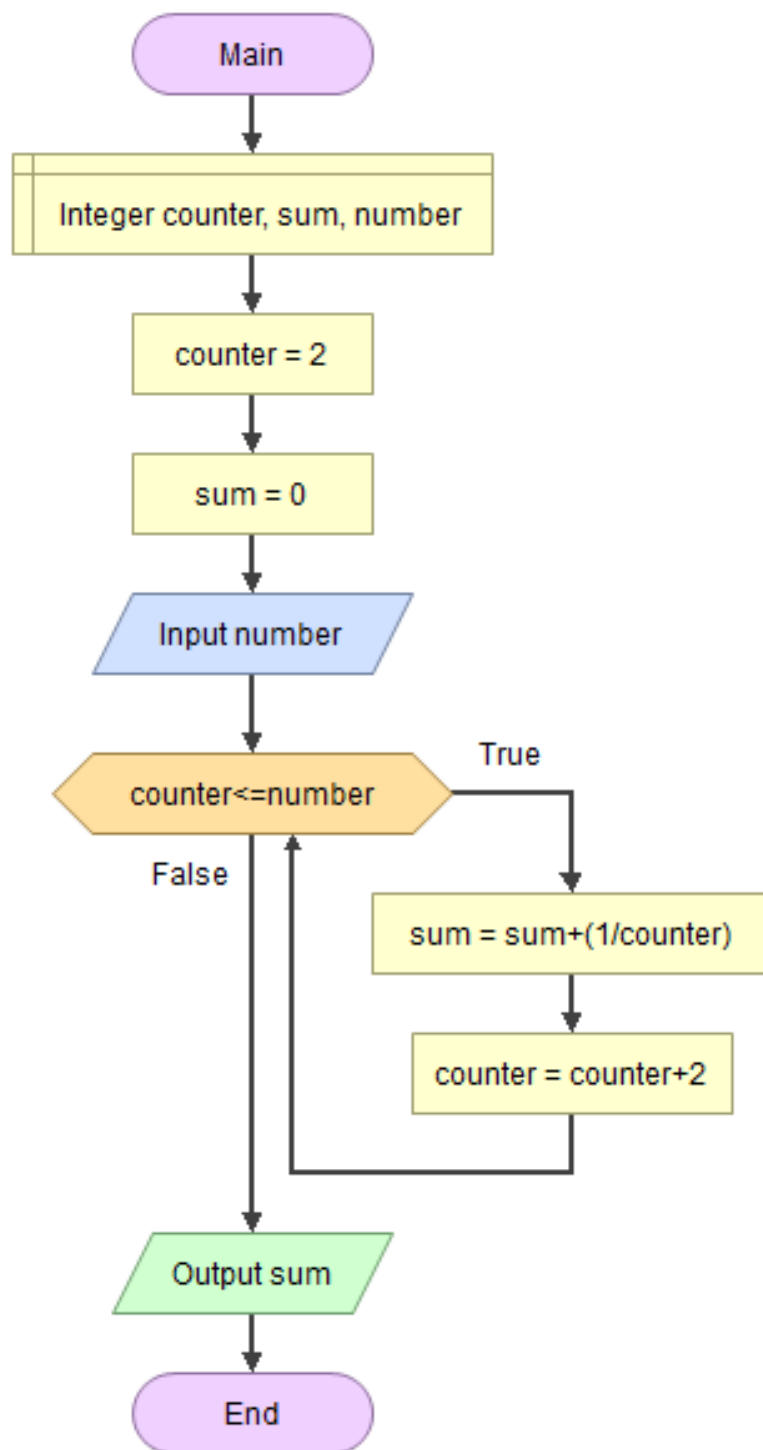 Main
Integer counter, sum, number
counter = 2
sum = 0
Input number
counter<=number
True
False
sum = sum+(1/counter)
counter = counter+2
Output sum
End